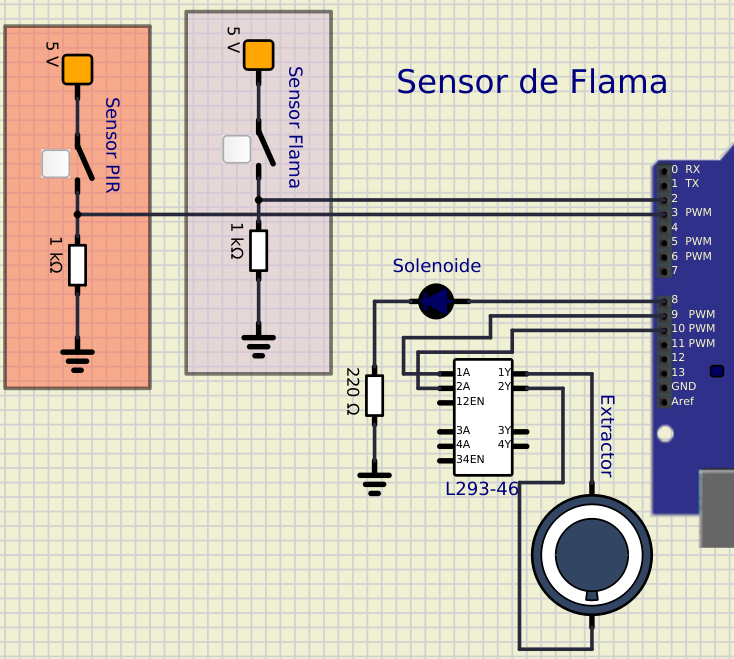 Sensor de Flama
5 V
Sensor PIR
1 kΩ
5 V
Sensor Flama
1 kΩ
Solenoide
220 Ω
1A 1Y
2A 2Y
12EN
3A 3Y
4A 4Y
34EN
L293-46
Extractor
0 RX
1 TX
2
3 PWM
4
5 PWM
6 PWM
7
8
9 PWM
10 PWM
11 PWM
12
13
GND
Aref